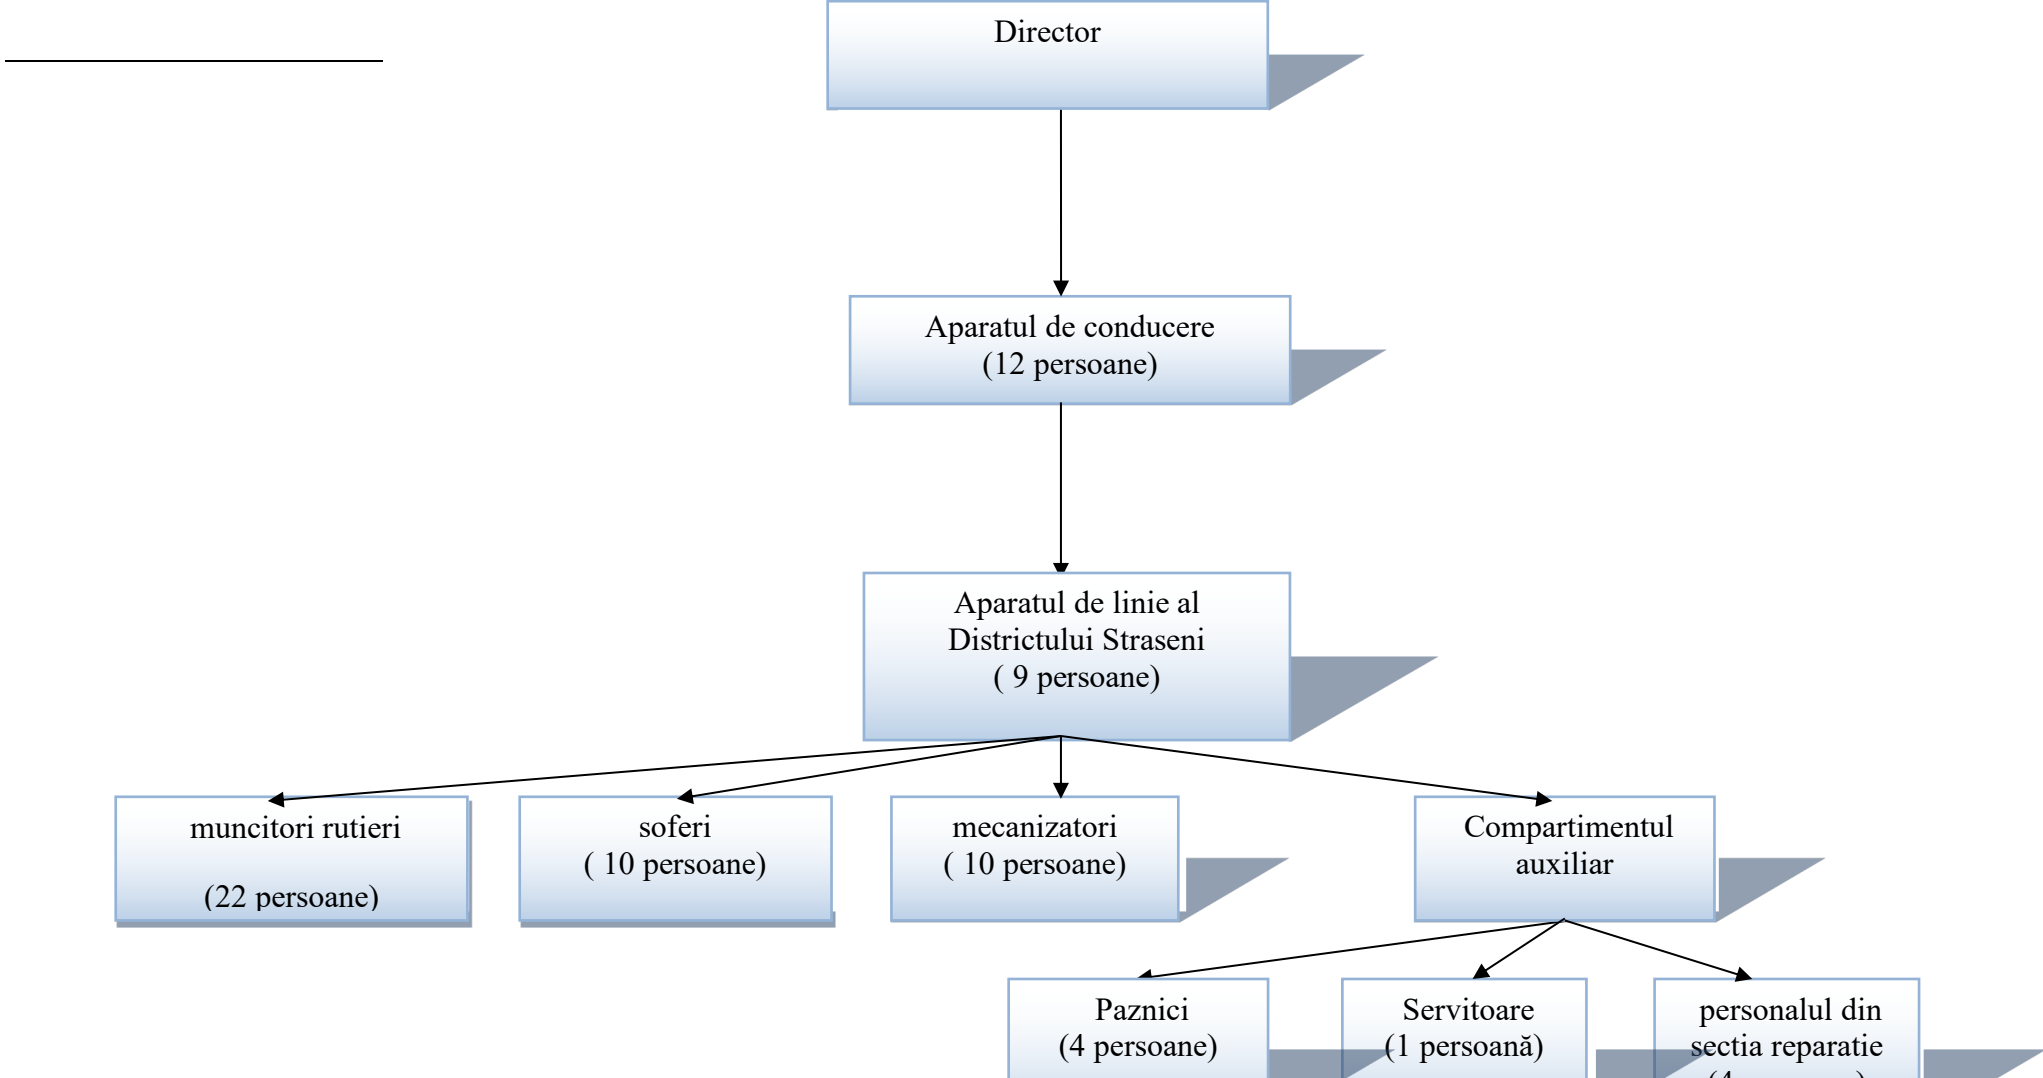 Director
Aparatul de conducere
(12 persoane)
Aparatul de linie al
Districtului Straseni
( 9 persoane)
muncitori rutieri
(22 persoane)
soferi
( 10 persoane)
mecanizatori
( 10 persoane)
Compartimentul
auxiliar
Paznici
(4 persoane)
Servitoare
(1 persoană)
personalul din
sectia reparatie